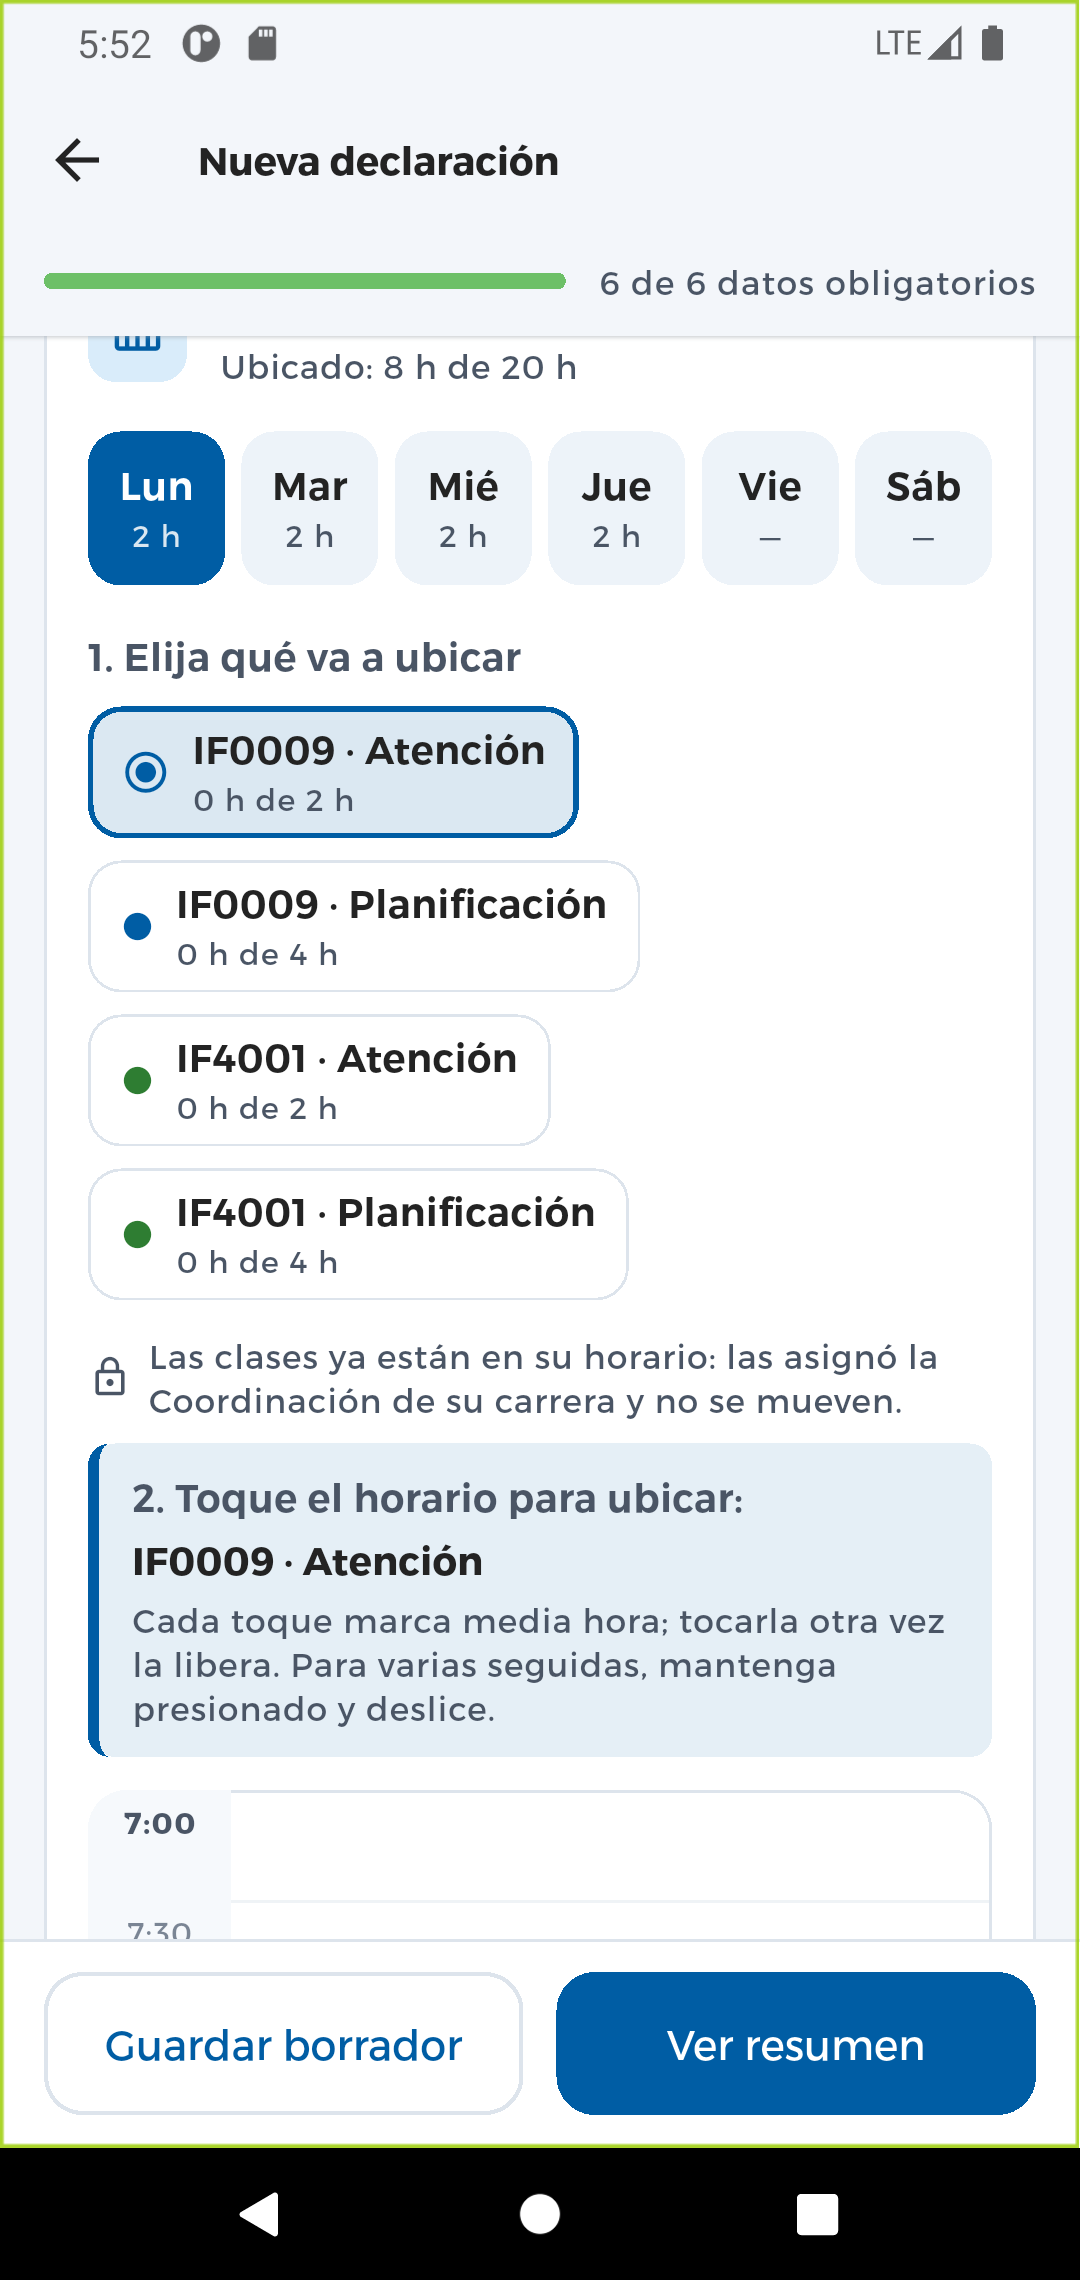 5:52
LTE
Nueva declaración
6 de 6 datos obligatorios
Ubicado: 8 h de 20 h
Lun
2 h
Mar
2 h
Mié
2 h
Jue
2 h
Vie
–
Sáb
–
1. Elija qué va a ubicar
IF0009 · Atención
0 h de 2 h
IF0009 · Planificación
0 h de 4 h
IF4001 · Atención
0 h de 2 h
IF4001 · Planificación
0 h de 4 h
Las clases ya están en su horario: las asignó la
Coordinación de su carrera y no se mueven.
2. Toque el horario para ubicar:
IF0009 · Atención
Cada toque marca media hora; tocarla otra vez
la libera. Para varias seguidas, mantenga
presionado y deslice.
7:00
7:30
Guardar borrador
Ver resumen